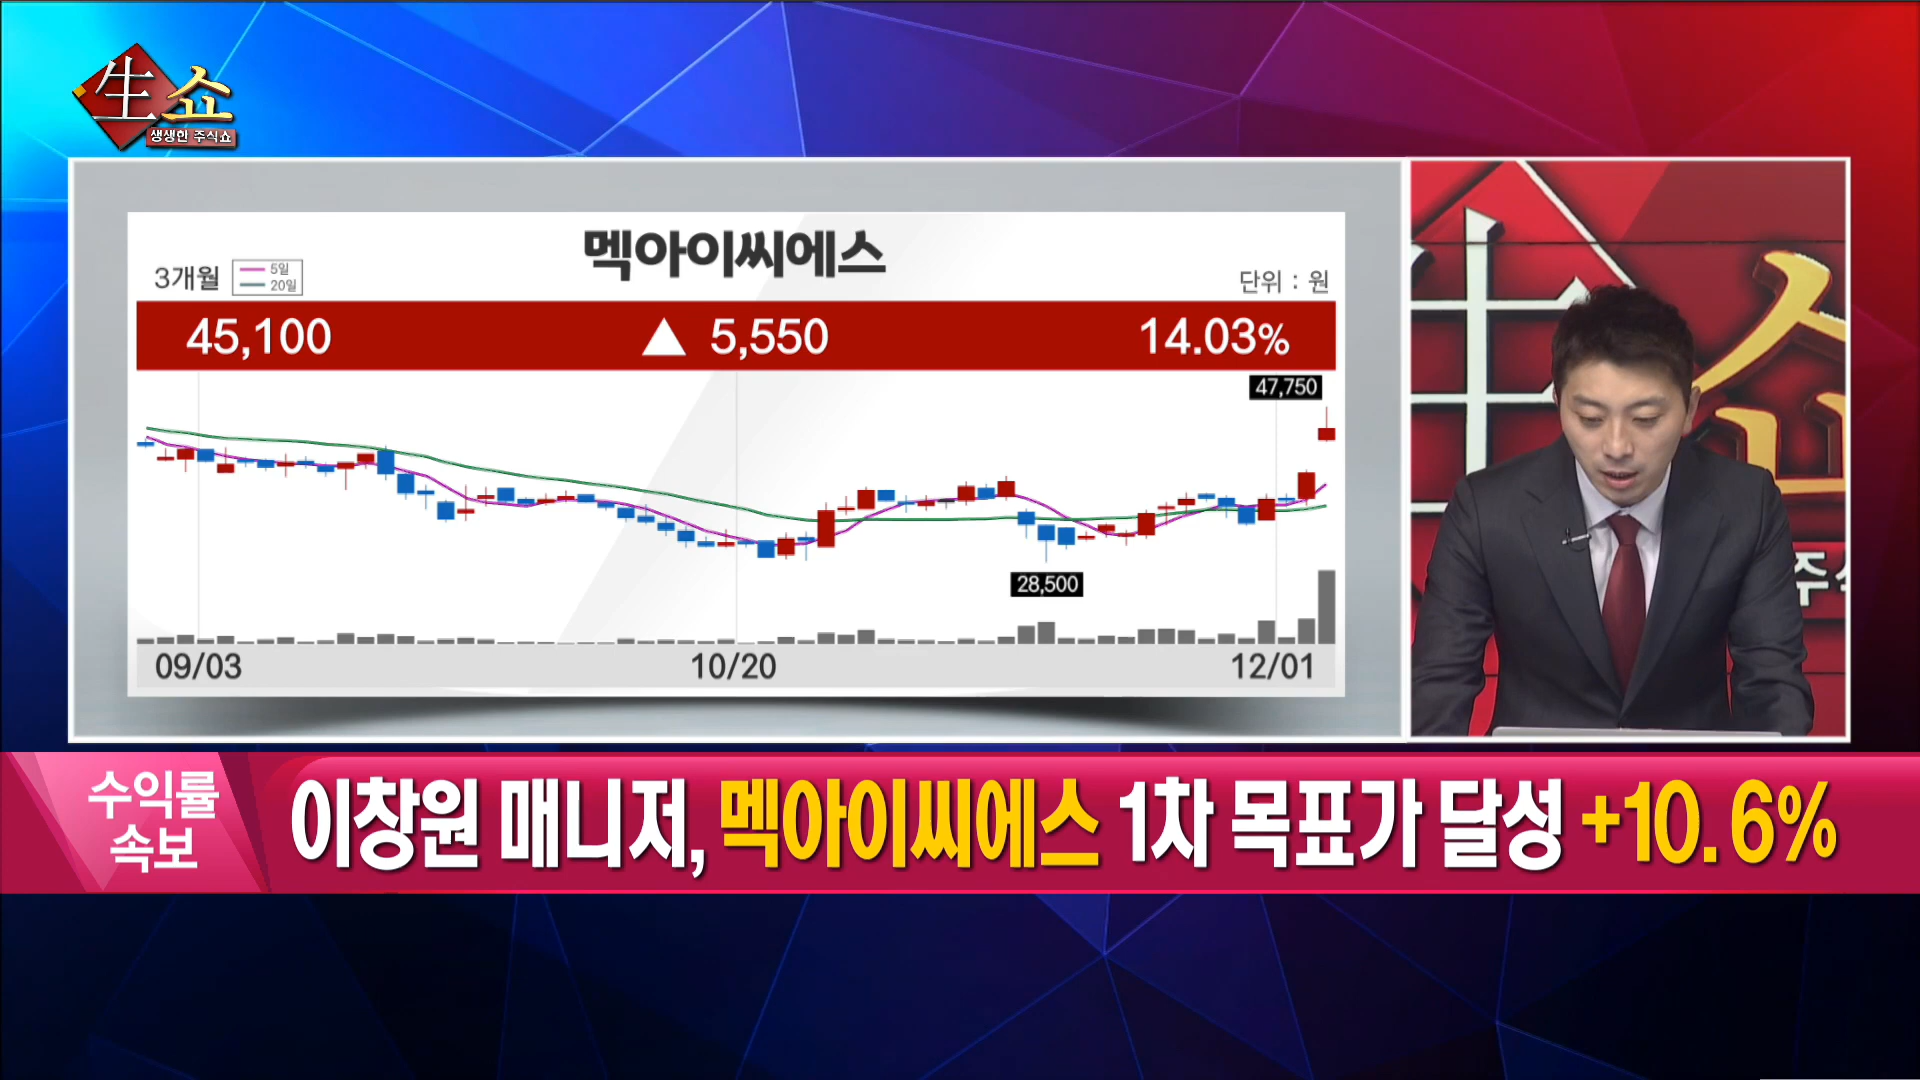 生쇼
생생한 주식쇼
멕아이씨에스
3개월
5일
20일
단위 : 원
45,100 ▲ 5,550 14.03%
47,750
28,500
09/03 10/20 12/01
수익률
속보
이창원 매니저, 멕아이씨에스 1차 목표가 달성 +10.6%